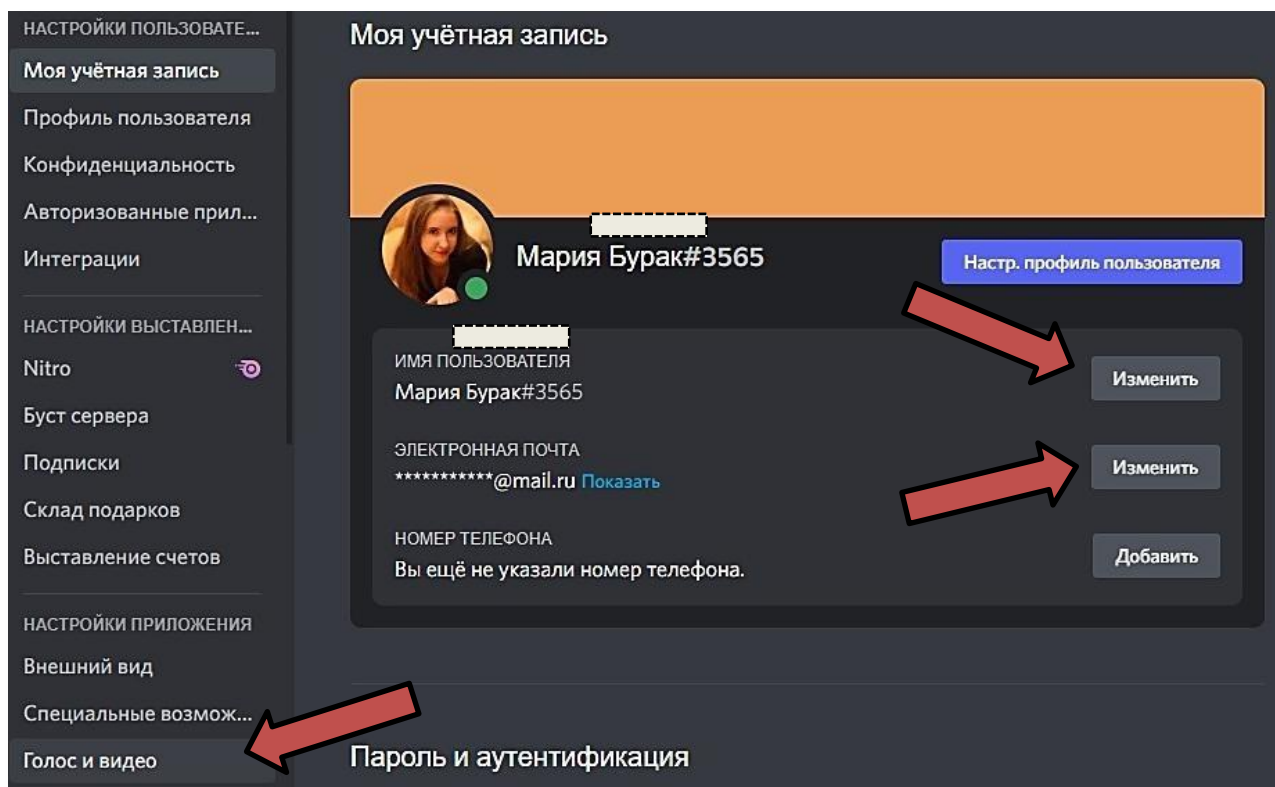 НАСТРОЙКИ ПОЛЬЗОВАТЕ...
Моя учётная запись
Профиль пользователя
Конфиденциальность
Авторизованные прил...
Интеграции
НАСТРОЙКИ ВЫСТАВЛЕН...
Nitro
Буст сервера
Подписки
Склад подарков
Выставление счетов
НАСТРОЙКИ ПРИЛОЖЕНИЯ
Внешний вид
Специальные возмож...
Голос и видео
Моя учётная запись
Мария Бурак#3565
Настр. профиль пользователя
ИМЯ ПОЛЬЗОВАТЕЛЯ
Мария Бурак#3565
Изменить
ЭЛЕКТРОННАЯ ПОЧТА
***********@mail.ru Показать
Изменить
НОМЕР ТЕЛЕФОНА
Вы ещё не указали номер телефона.
Добавить
Пароль и аутентификация